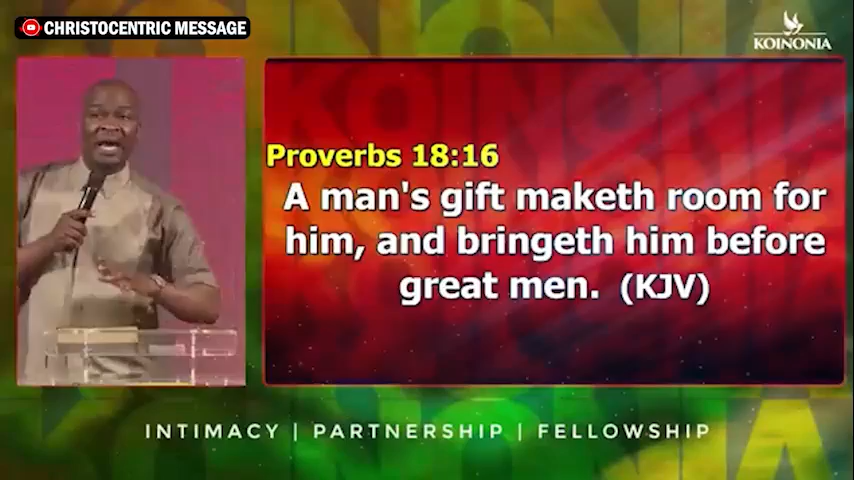 CHRISTOCENTRIC MESSAGE
KOINONIA
Proverbs 18:16
A man's gift maketh room for
him, and bringeth him before
great men. (KJV)
INTIMACY | PARTNERSHIP | FELLOWSHIP